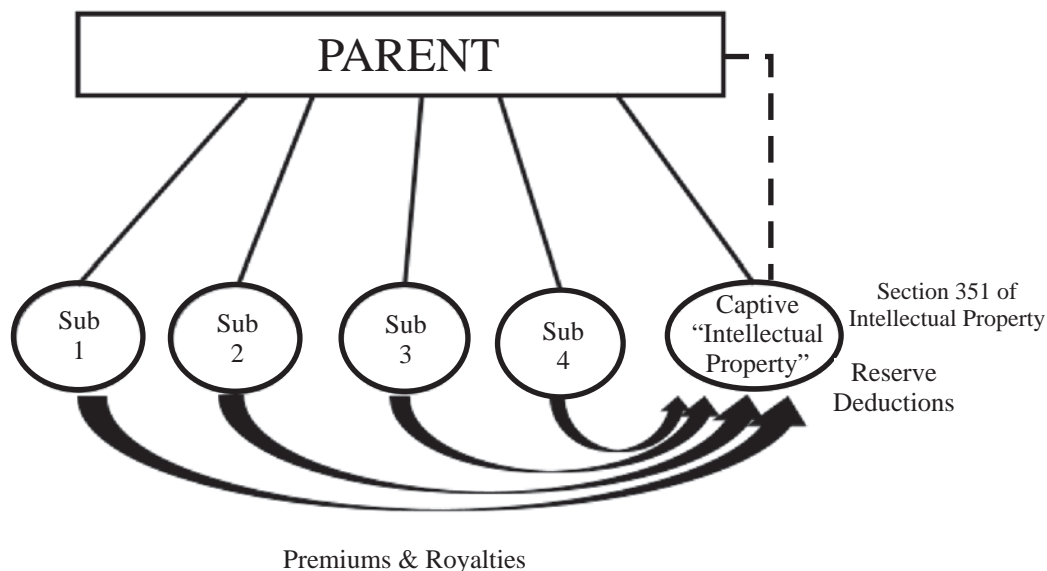 PARENT
Sub
1
Sub
2
Sub
3
Sub
4
Captive
“Intellectual
Property”
Section 351 of
Intellectual Property
Reserve
Deductions
Premiums & Royalties